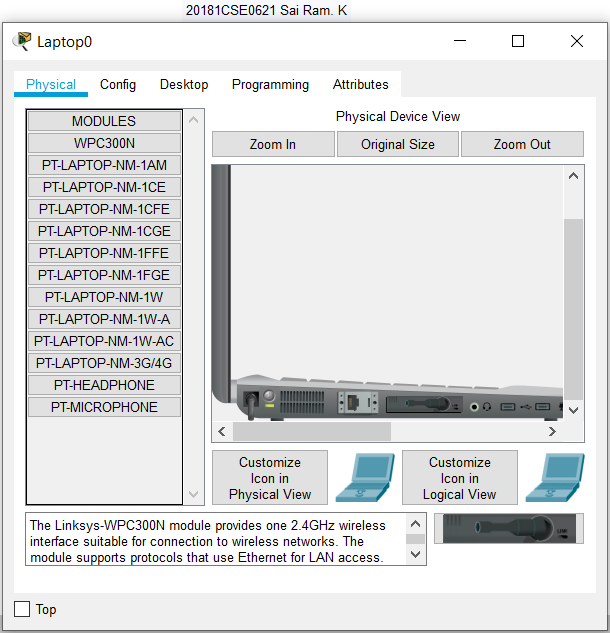 20181CSE0621 Sai Ram. K
Laptop0
Physical Config Desktop Programming Attributes
MODULES
WPC300N
PT-LAPTOP-NM-1AM
PT-LAPTOP-NM-1CE
PT-LAPTOP-NM-1CFE
PT-LAPTOP-NM-1CGE
PT-LAPTOP-NM-1FFE
PT-LAPTOP-NM-1FGE
PT-LAPTOP-NM-1W
PT-LAPTOP-NM-1W-A
PT-LAPTOP-NM-1W-AC
PT-LAPTOP-NM-3G/4G
PT-HEADPHONE
PT-MICROPHONE
Physical Device View
Zoom In Original Size Zoom Out
Customize
Icon in
Physical View
Customize
Icon in
Logical View
The Linksys-WPC300N module provides one 2.4GHz wireless
interface suitable for connection to wireless networks. The
module supports protocols that use Ethernet for LAN access.
LINK
Top